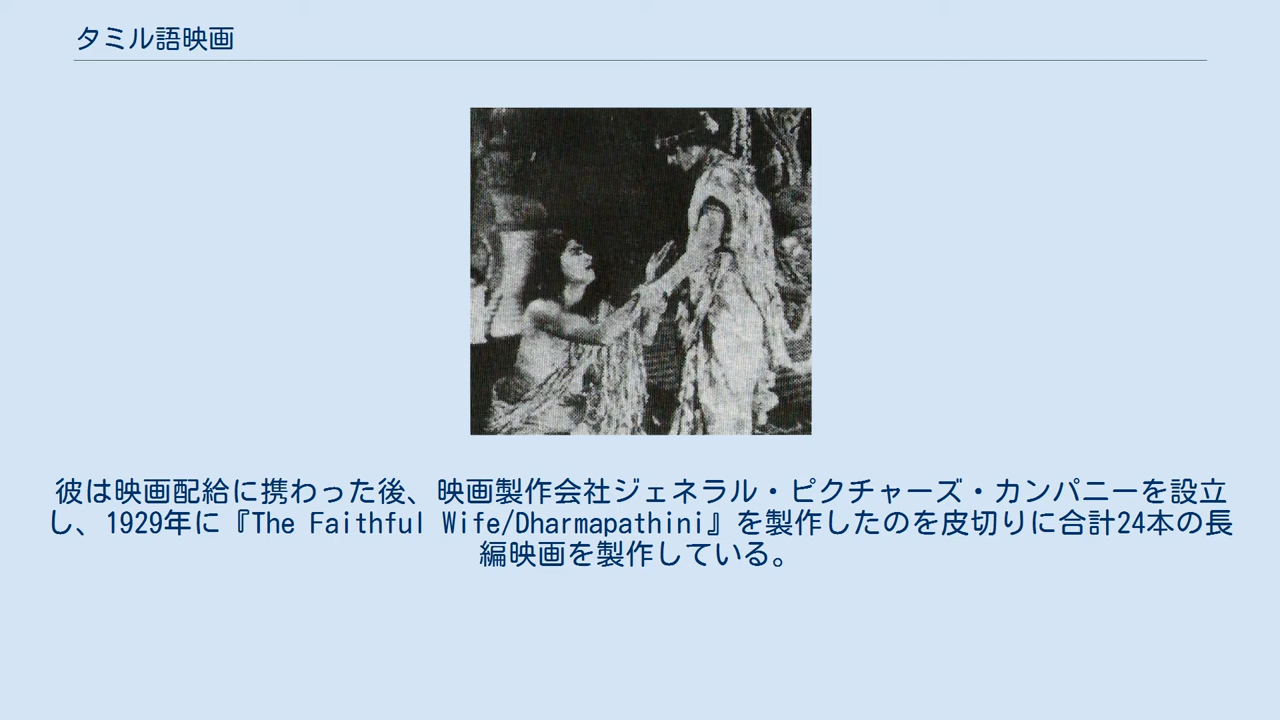 タミル語映画
彼は映画配給に携わった後、映画製作会社ジェネラル・ピクチャーズ・カンパニーを設立
し、1929年に『The Faithful Wife/Dharmapathini』を製作したのを皮切りに合計24本の長
編映画を製作している。